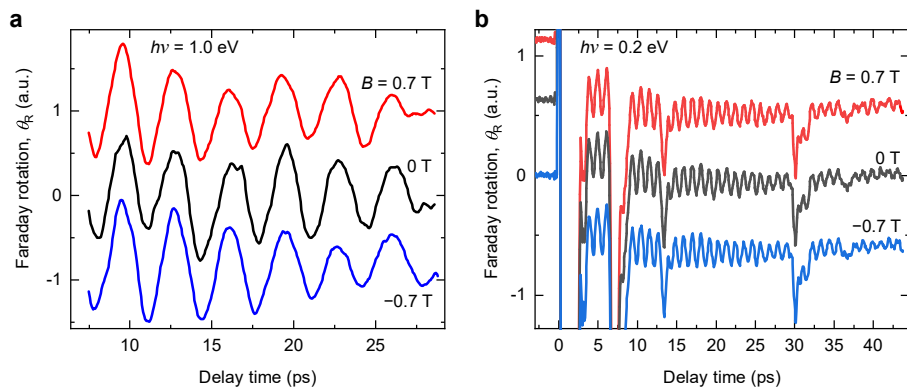 a
hν = 1.0 eV
B = 0.7 T
0 T
−0.7 T
1
0
-1
Faraday rotation, θR (a.u.)
10 15 20 25
Delay time (ps)
b
hν = 0.2 eV
B = 0.7 T
0 T
−0.7 T
1
0
-1
Faraday rotation, θR (a.u.)
0 5 10 15 20 25 30 35 40
Delay time (ps)